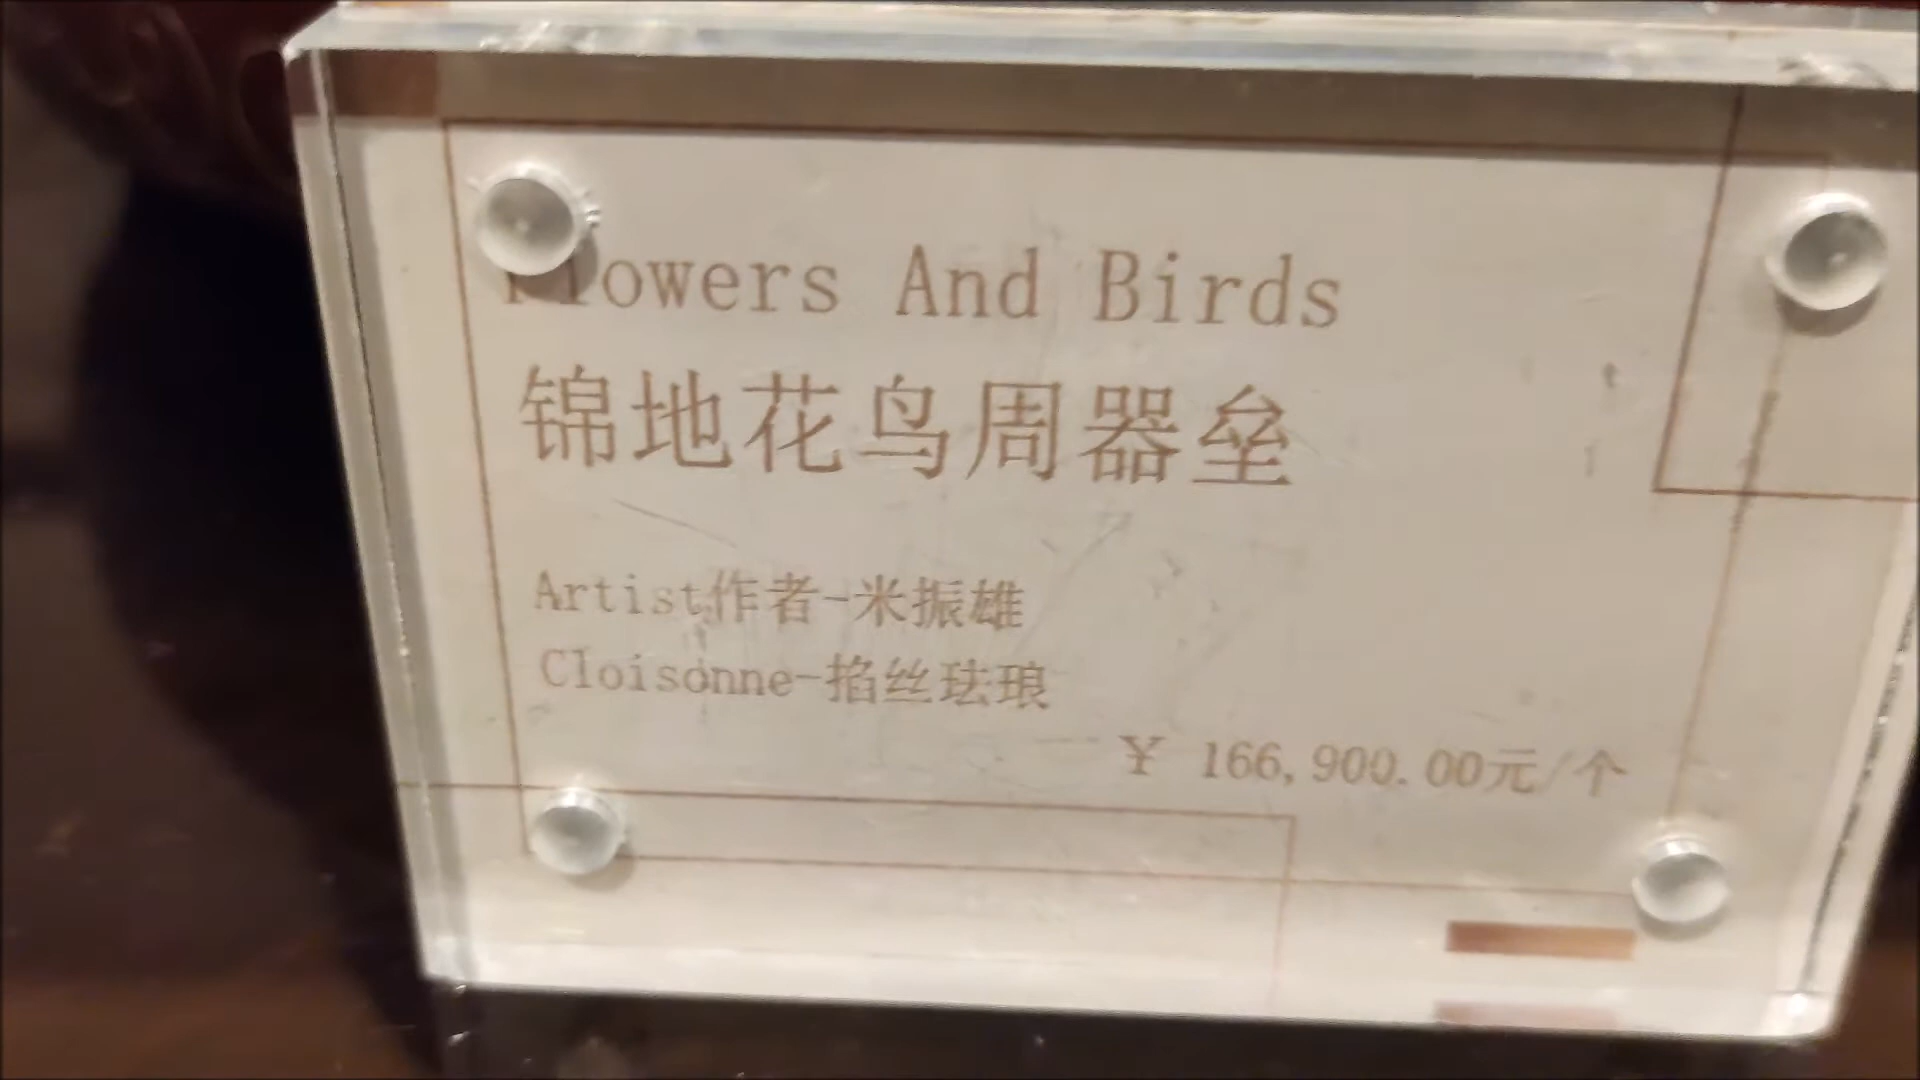 Flowers And Birds
锦地花鸟周器垒
Artist作者-米振雄
Cloisonne-掐丝珐琅
¥ 166,900.00元/个